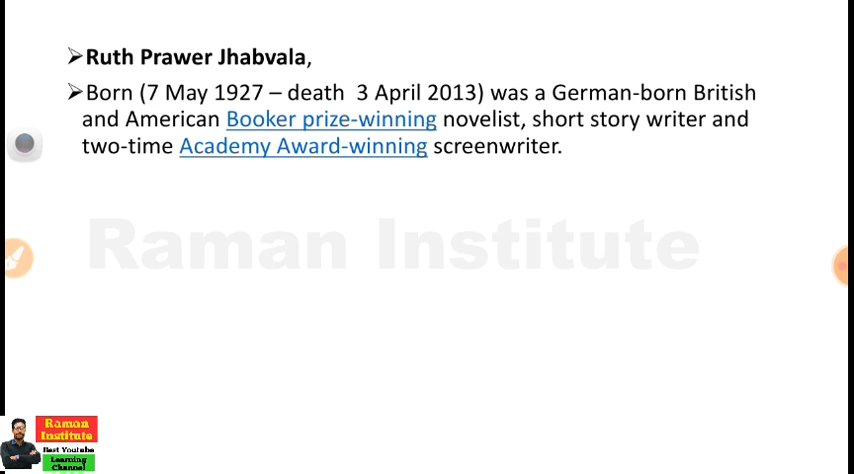 ➢Ruth Prawer Jhabvala,
➢Born (7 May 1927 – death  3 April 2013) was a German-born British
and American Booker prize-winning novelist, short story writer and
two-time Academy Award-winning screenwriter.
Raman Institute
Raman
Institute
Best Youtube
Learning
Channel